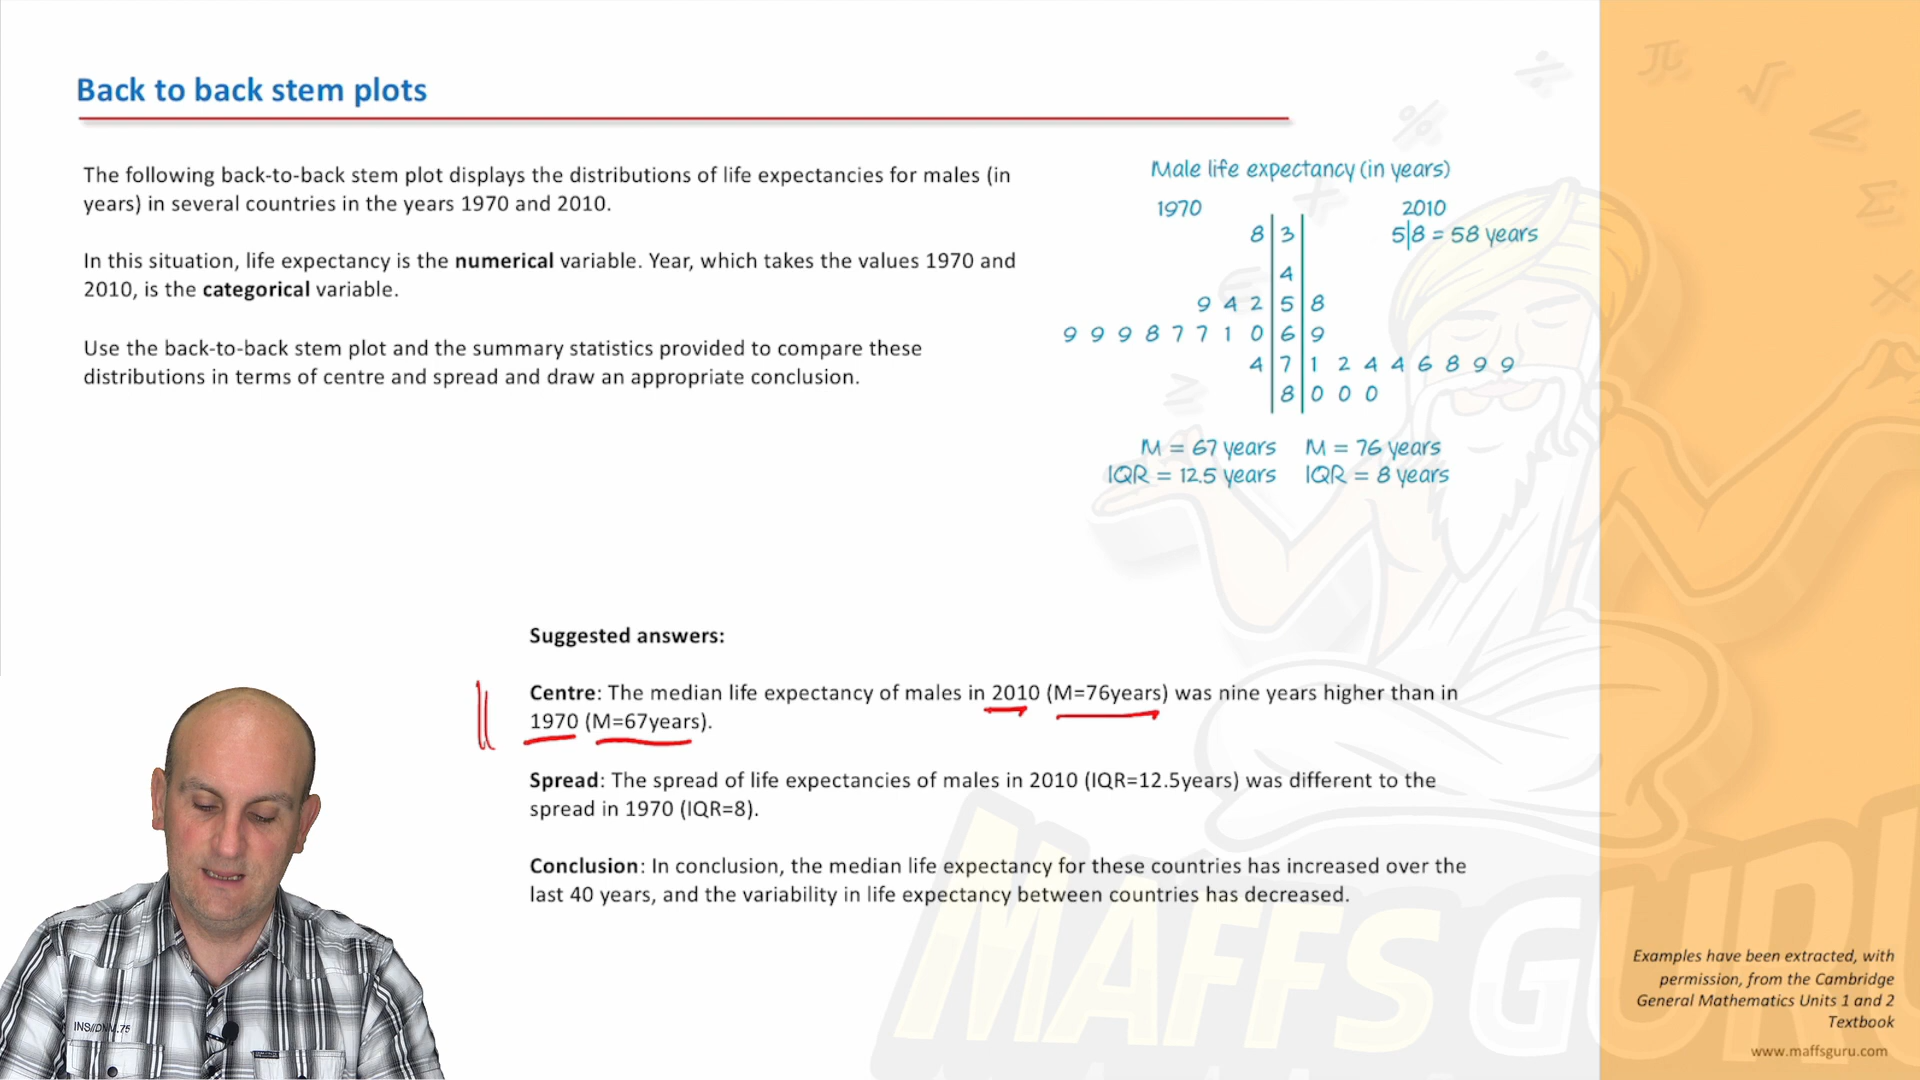 Back to back stem plots
The following back-to-back stem plot displays the distributions of life expectancies for males (in
years) in several countries in the years 1970 and 2010.
In this situation, life expectancy is the numerical variable. Year, which takes the values 1970 and
2010, is the categorical variable.
Use the back-to-back stem plot and the summary statistics provided to compare these
distributions in terms of centre and spread and draw an appropriate conclusion.
Male life expectancy (in years)
1970 2010
8 | 3 | 5|8 = 58 years
| 4 |
9 4 2 | 5 | 8
9 9 9 8 7 7 1 0 | 6 | 9
4 | 7 | 1 2 4 4 6 8 9 9
| 8 | 0 0 0
M = 67 years M = 76 years
IQR = 12.5 years IQR = 8 years
Suggested answers:
Centre: The median life expectancy of males in 2010 (M=76years) was nine years higher than in
1970 (M=67years).
Spread: The spread of life expectancies of males in 2010 (IQR=12.5years) was different to the
spread in 1970 (IQR=8).
Conclusion: In conclusion, the median life expectancy for these countries has increased over the
last 40 years, and the variability in life expectancy between countries has decreased.
MAFFS GURU
Examples have been extracted, with
permission, from the Cambridge
General Mathematics Units 1 and 2
Textbook
www.maffsguru.com